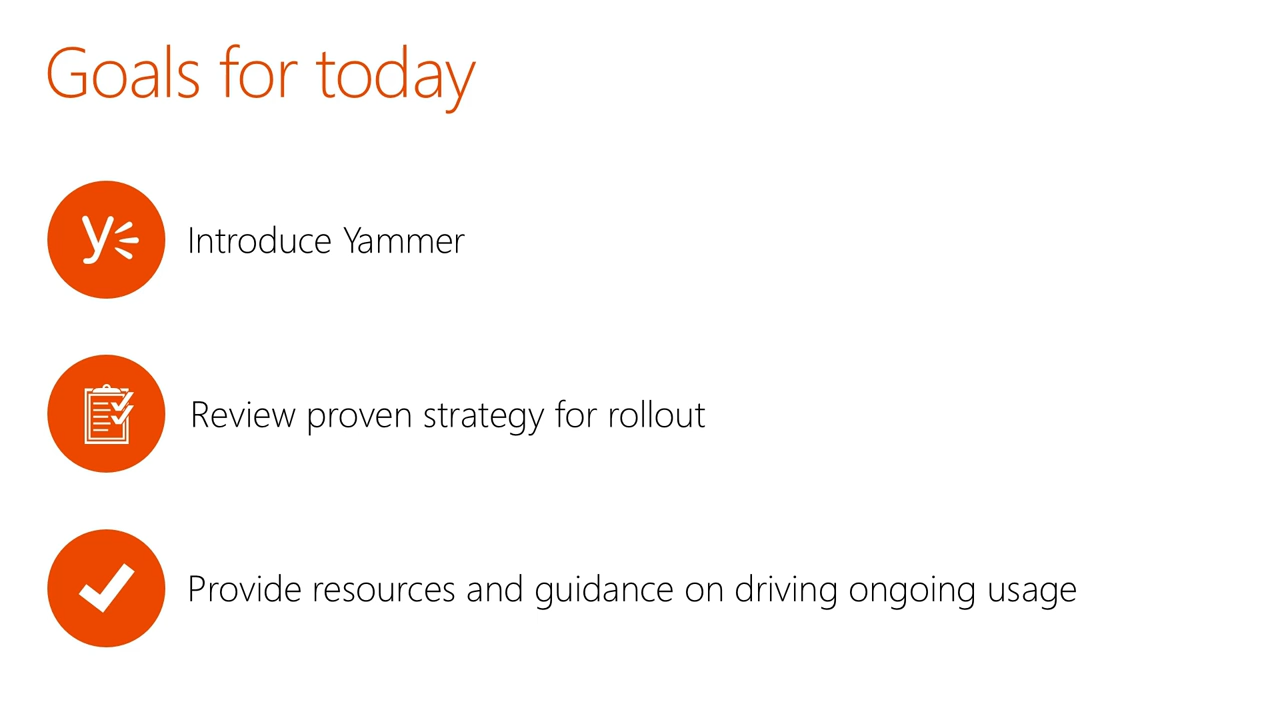 Goals for today
Introduce Yammer
Review proven strategy for rollout
Provide resources and guidance on driving ongoing usage